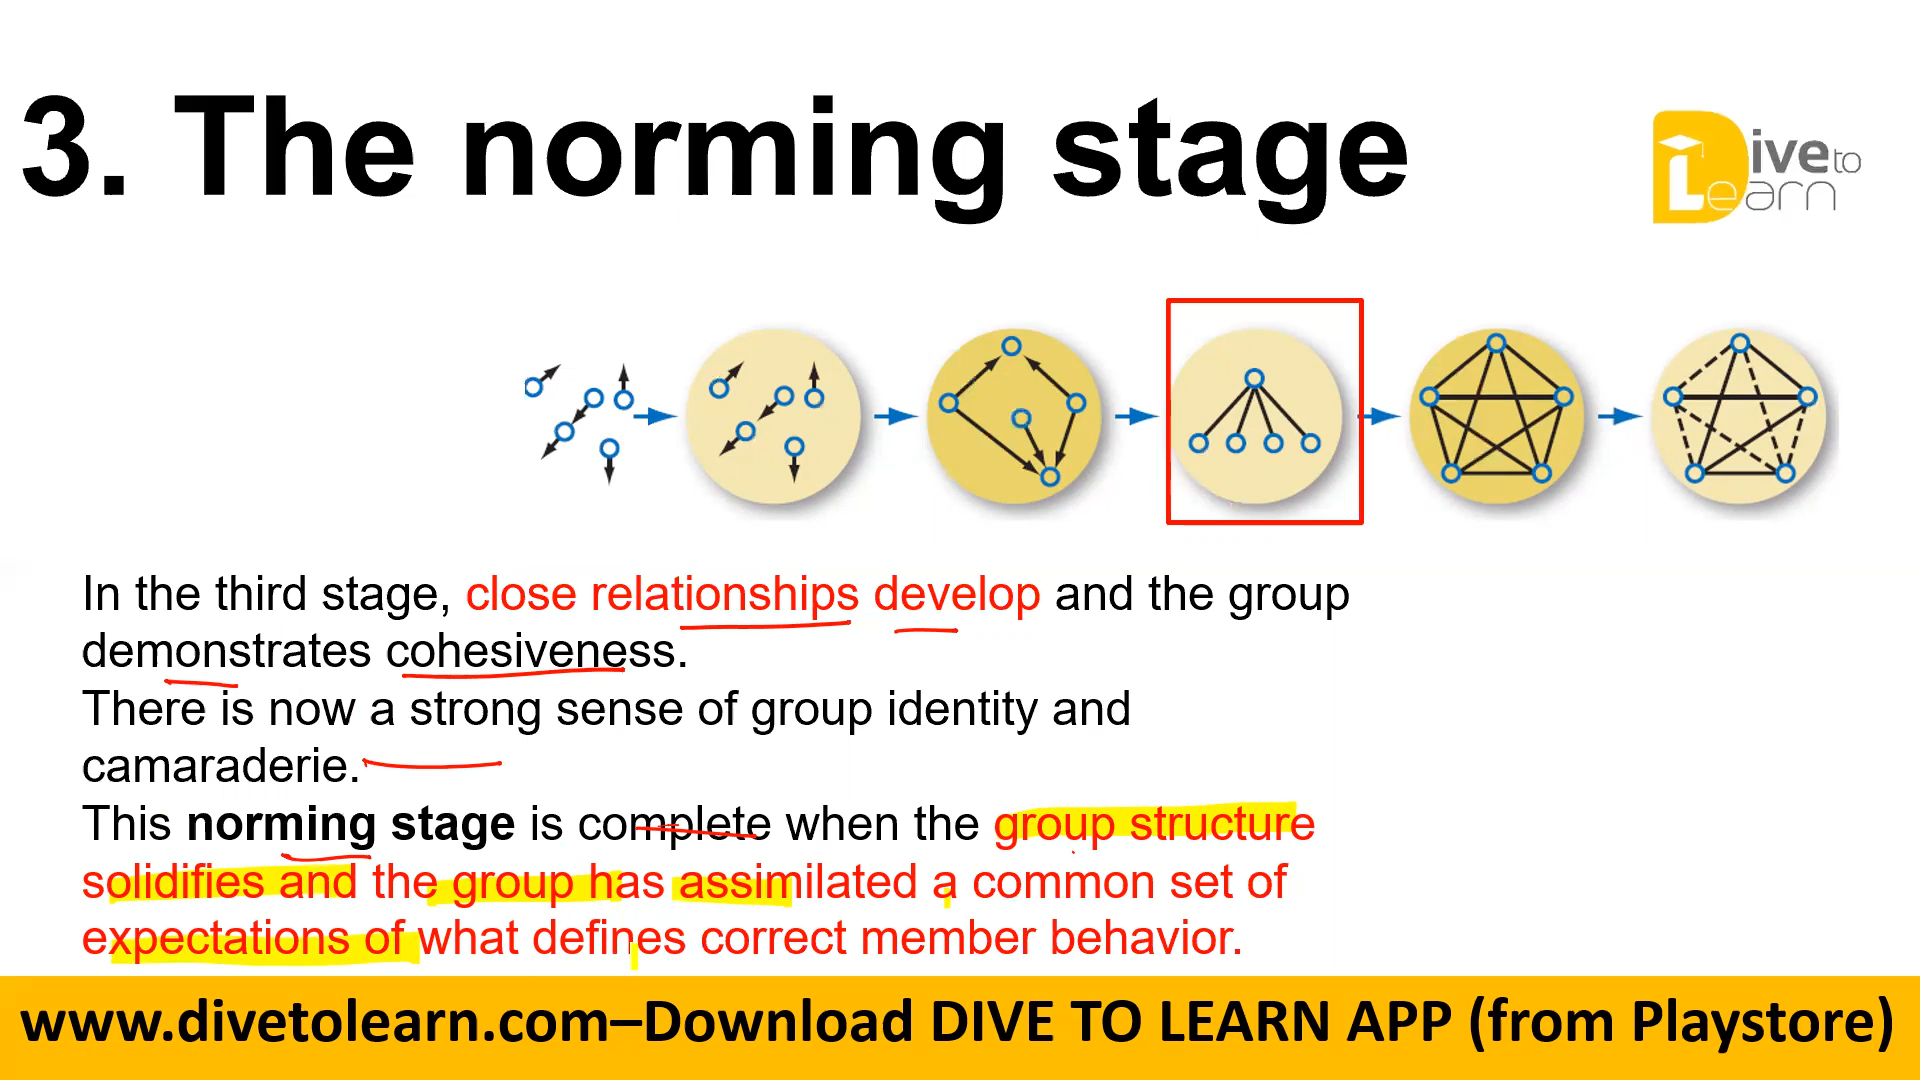 3. The norming stage
Dive to
Learn
In the third stage, close relationships develop and the group
demonstrates cohesiveness.
There is now a strong sense of group identity and
camaraderie.
This norming stage is complete when the group structure
solidifies and the group has assimilated a common set of
expectations of what defines correct member behavior.
www.divetolearn.com–Download DIVE TO LEARN APP (from Playstore)